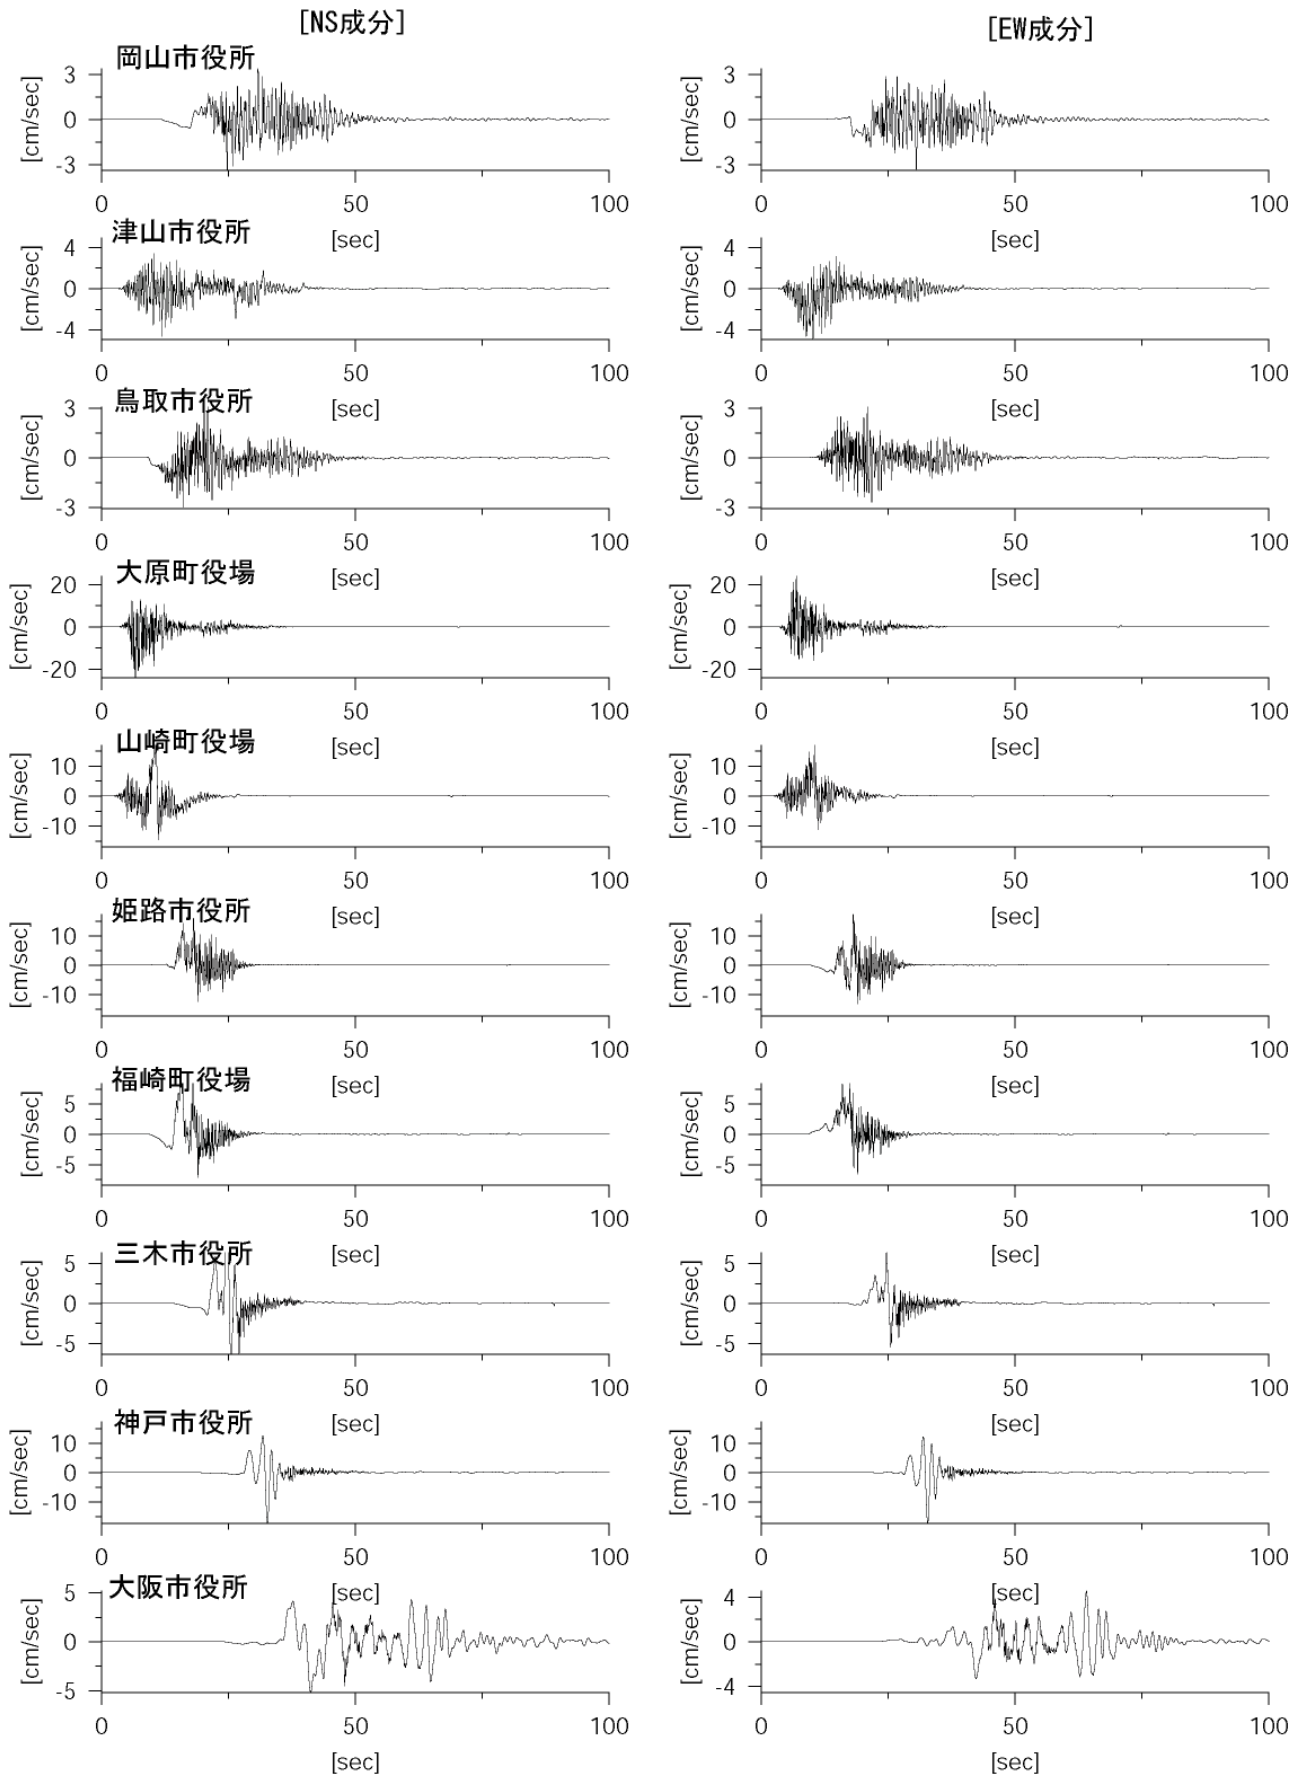 [NS成分] [EW成分]
岡山市役所
[cm/sec] 3 0 -3 [cm/sec] 3 0 -3
0 50 100 0 50 100
[sec] [sec]
津山市役所
[cm/sec] 4 0 -4 [cm/sec] 4 0 -4
0 50 100 0 50 100
[sec] [sec]
鳥取市役所
[cm/sec] 3 0 -3 [cm/sec] 3 0 -3
0 50 100 0 50 100
[sec] [sec]
大原町役場
[cm/sec] 20 0 -20 [cm/sec] 20 0 -20
0 50 100 0 50 100
[sec] [sec]
山崎町役場
[cm/sec] 10 0 -10 [cm/sec] 10 0 -10
0 50 100 0 50 100
[sec] [sec]
姫路市役所
[cm/sec] 10 0 -10 [cm/sec] 10 0 -10
0 50 100 0 50 100
[sec] [sec]
福崎町役場
[cm/sec] 5 0 -5 [cm/sec] 5 0 -5
0 50 100 0 50 100
[sec] [sec]
三木市役所
[cm/sec] 5 0 -5 [cm/sec] 5 0 -5
0 50 100 0 50 100
[sec] [sec]
神戸市役所
[cm/sec] 10 0 -10 [cm/sec] 10 0 -10
0 50 100 0 50 100
[sec] [sec]
大阪市役所
[cm/sec] 5 0 -5 [cm/sec] 4 0 -4
0 50 100 0 50 100
[sec] [sec]